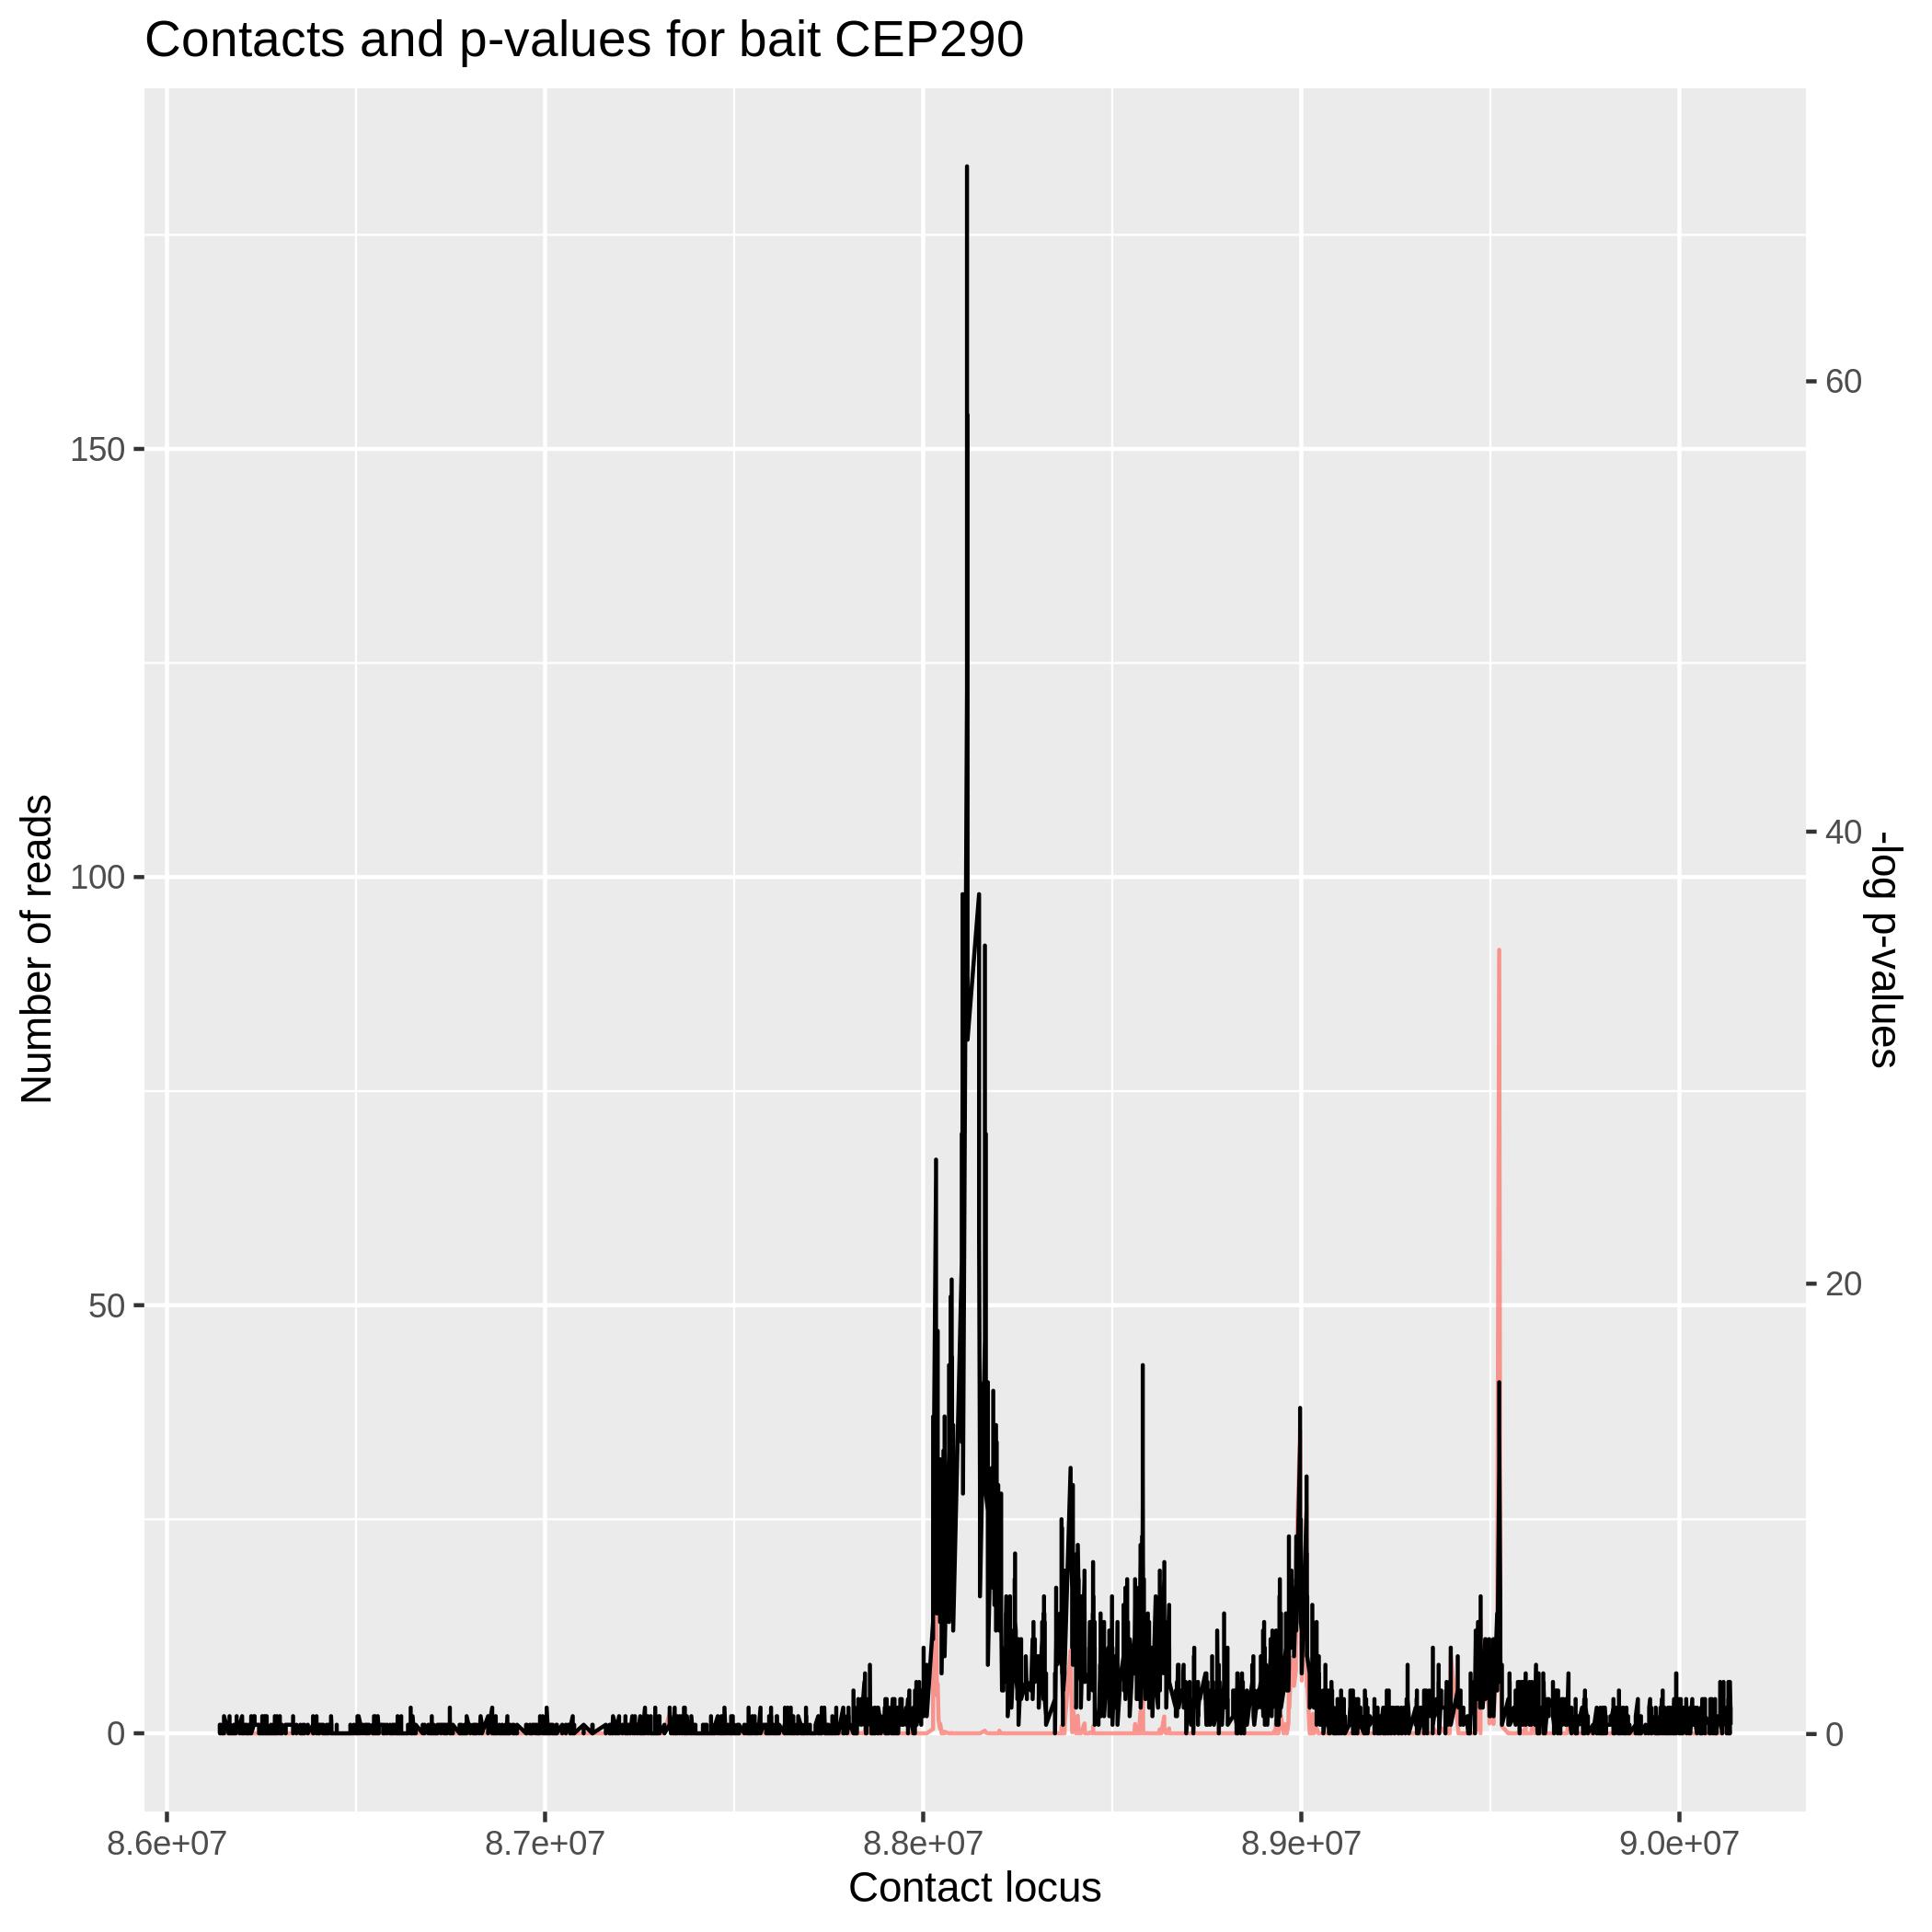 Contacts and p-values for bait CEP290
150
100
50
0
60
40
20
0
Number of reads
-log p-values
8.6e+07
8.7e+07
8.8e+07
8.9e+07
9.0e+07
Contact locus